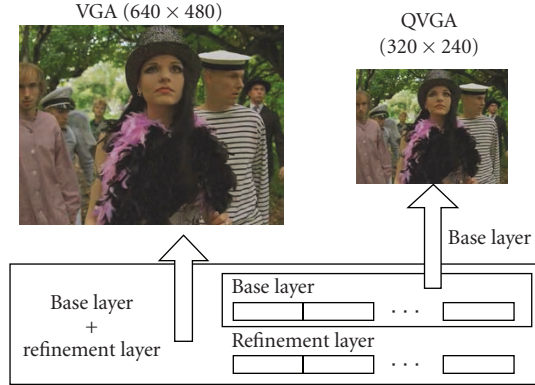 VGA (640 × 480)
QVGA
(320 × 240)
Base layer
Base layer
+
refinement layer
Base layer
· · ·
Refinement layer
· · ·